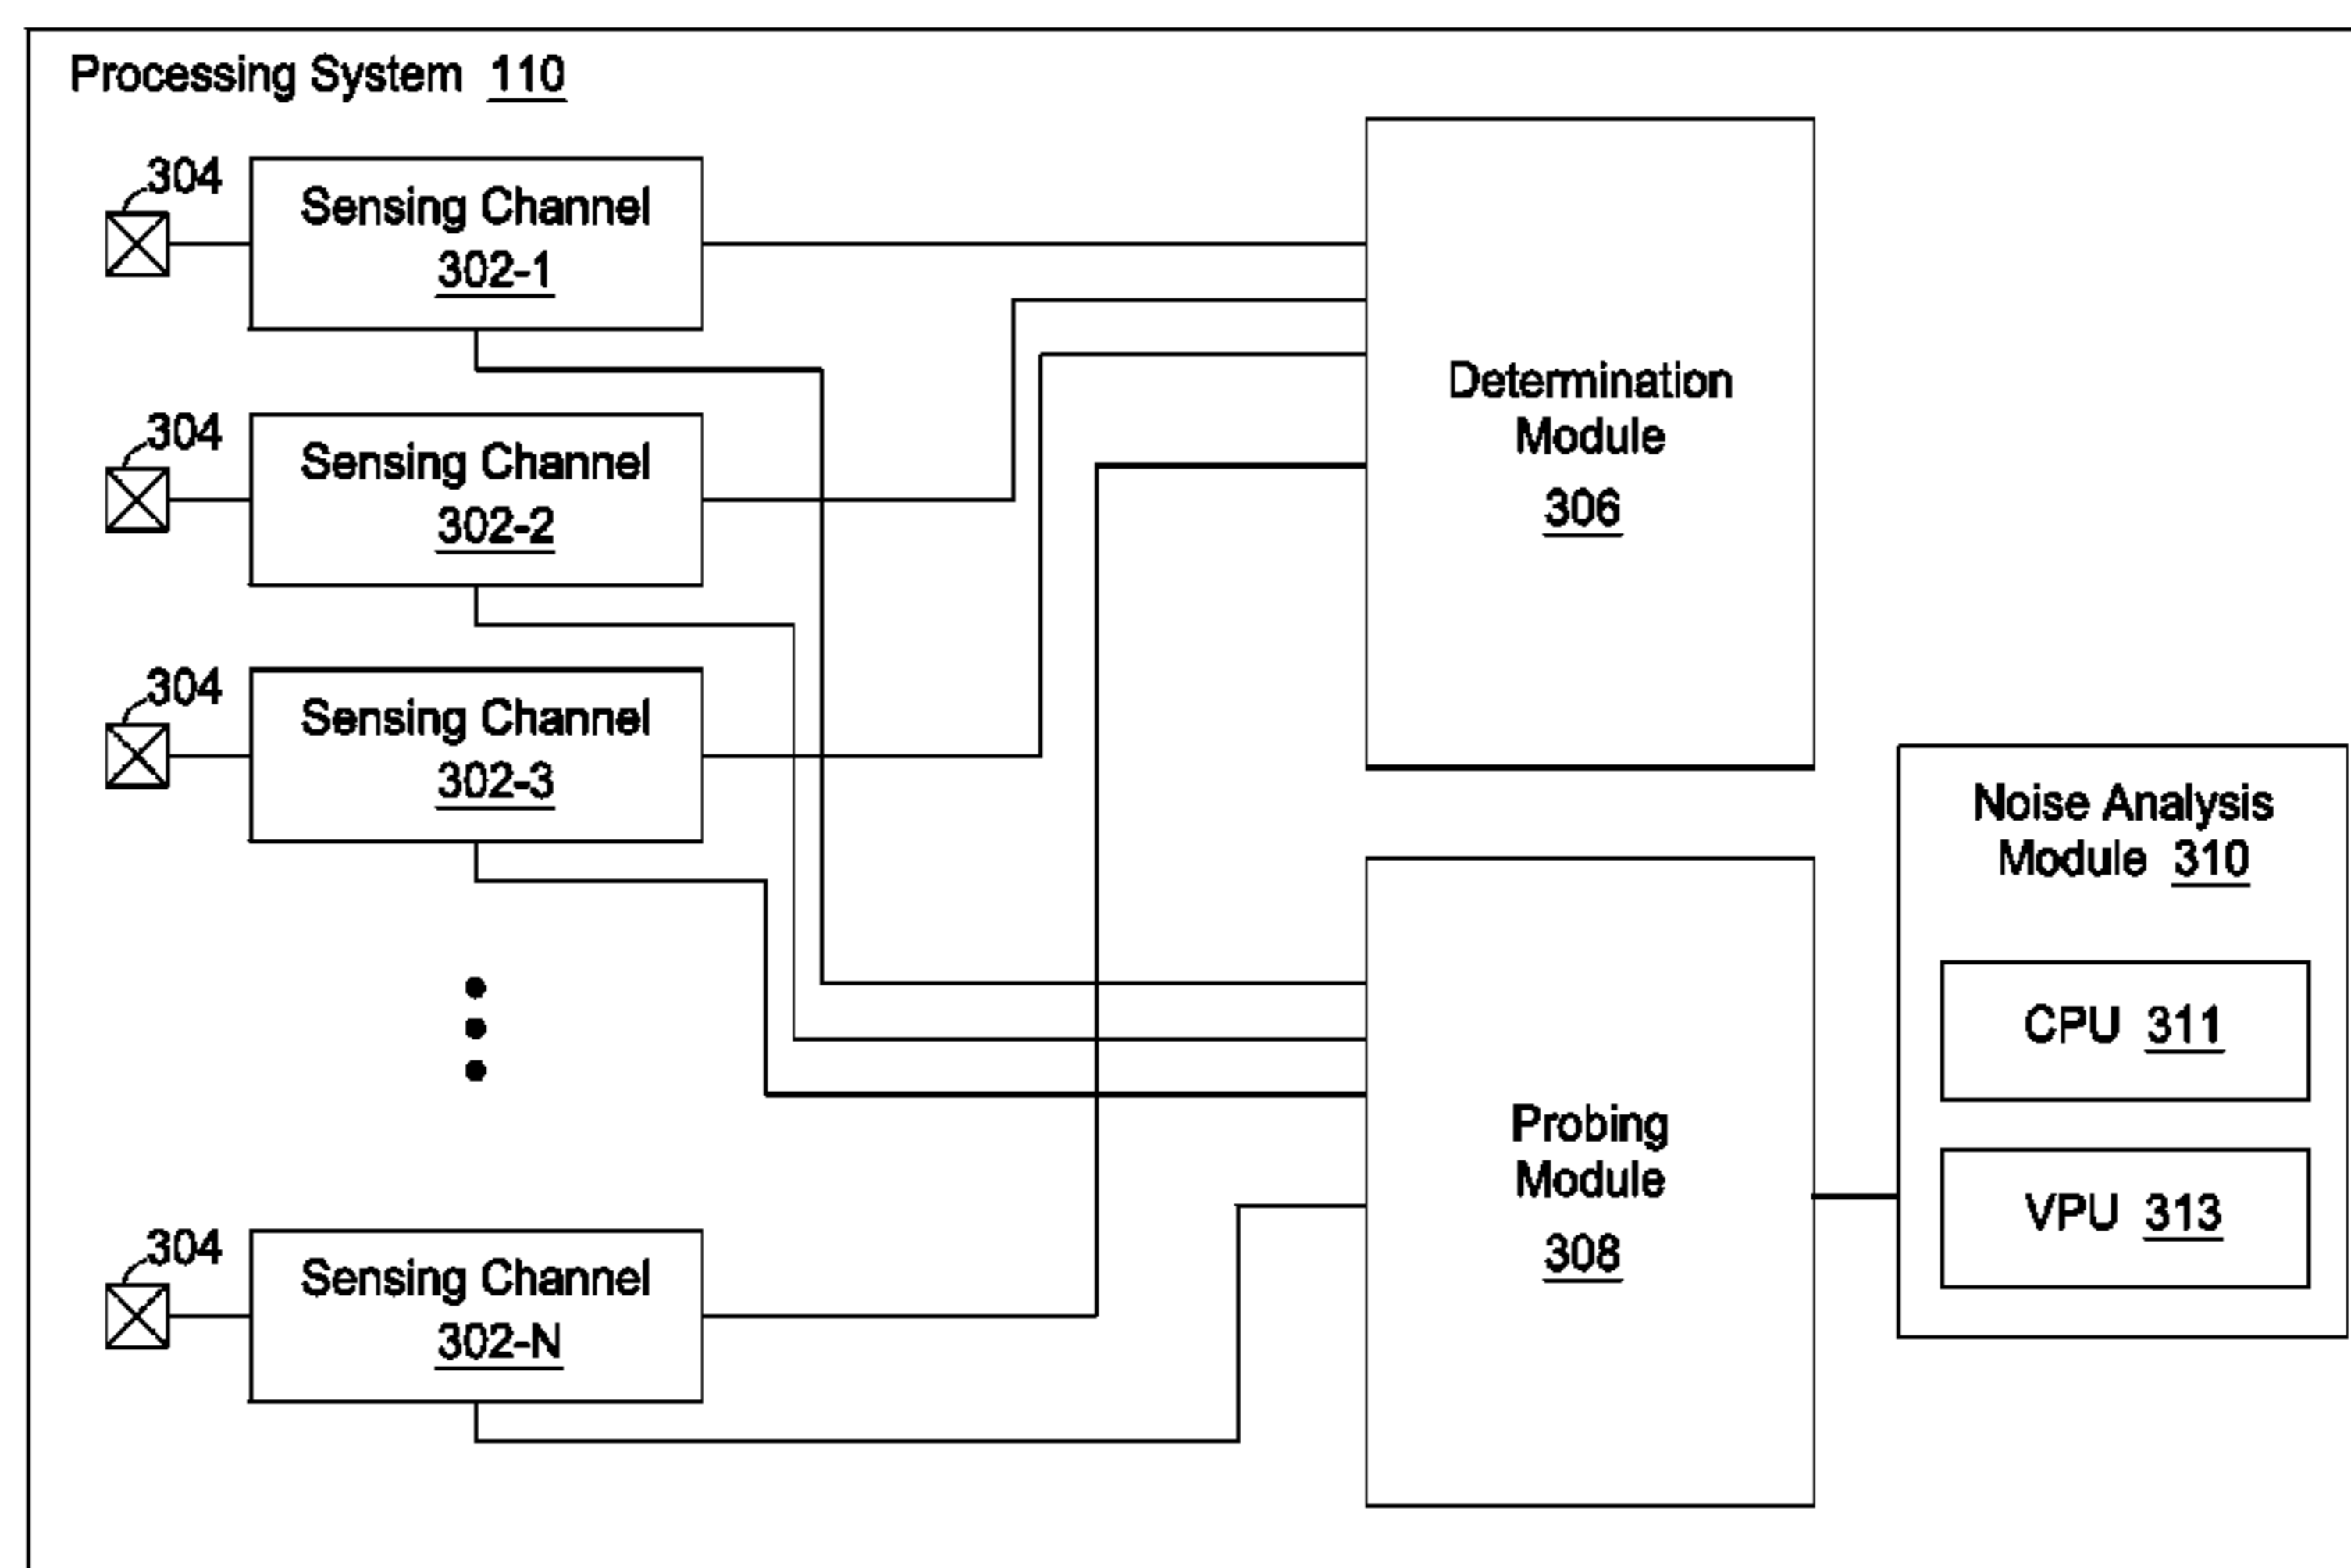 Processing System 110
304
Sensing Channel
302-1
304
Sensing Channel
302-2
304
Sensing Channel
302-3
304
Sensing Channel
302-N
Determination
Module
306
Probing
Module
308
Noise Analysis
Module 310
CPU 311
VPU 313